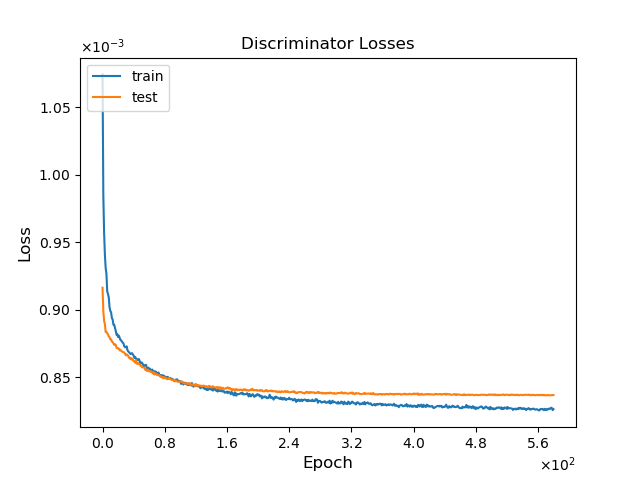 ×10⁻³
Discriminator Losses
train
test
1.05
1.00
0.95
0.90
0.85
Loss
0.0 0.8 1.6 2.4 3.2 4.0 4.8 5.6
Epoch
×10²